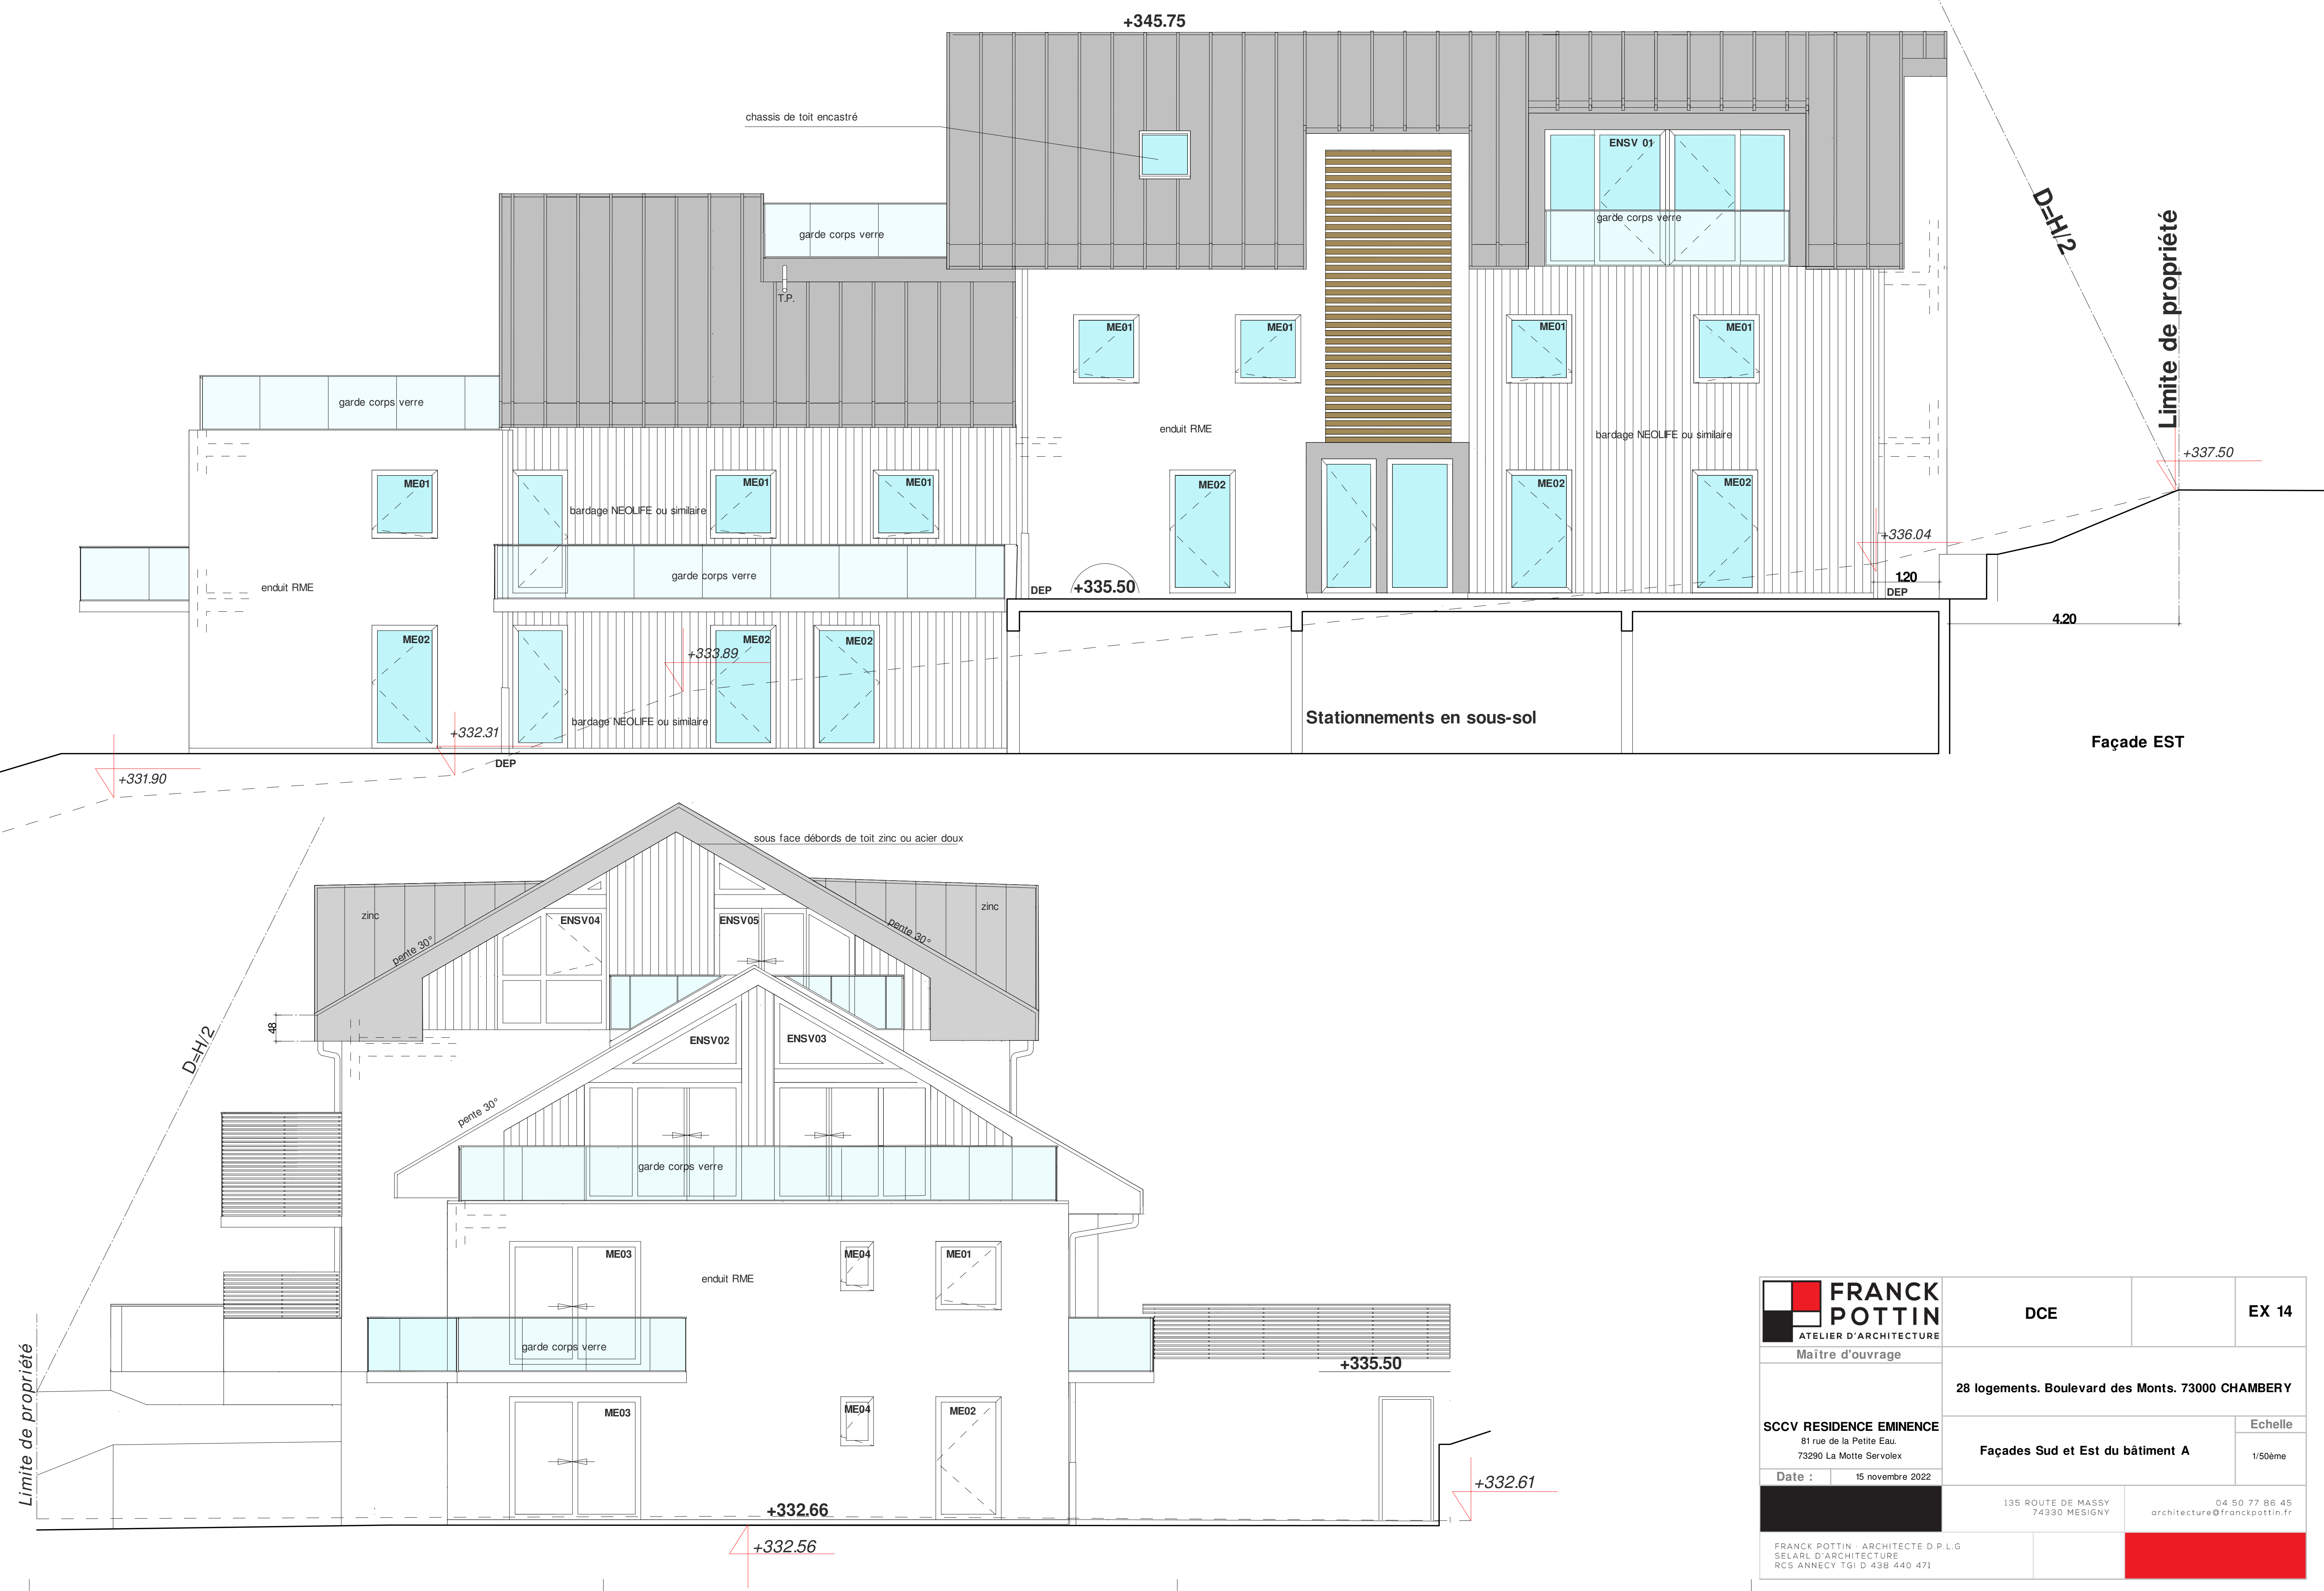 +345.75
chassis de toit encastré
ENSV 01
garde corps verre
garde corps verre
T.P.
D=H/2
Limite de propriété
ME01
ME01
ME01
ME01
garde corps verre
enduit RME
bardage NEOLIFE ou similaire
+337.50
ME01
ME01
ME01
ME02
ME02
ME02
bardage NEOLIFE ou similaire
+336.04
garde corps verre
1.20
enduit RME
DEP
+335.50
DEP
4.20
ME02
ME02
ME02
+333.89
Stationnements en sous-sol
bardage NEOLIFE ou similaire
+332.31
DEP
Façade EST
+331.90
sous face débords de toit zinc ou acier doux
zinc
zinc
ENSV04
ENSV05
pente 30°
pente 30°
48
D=H/2
ENSV02
ENSV03
pente 30°
garde corps verre
ME03
ME04
ME01
enduit RME
garde corps verre
+335.50
Limite de propriété
ME03
ME04
ME02
+332.61
+332.66
+332.56
FRANCK
POTTIN
ATELIER D'ARCHITECTURE
DCE
EX 14
Maître d'ouvrage
28 logements. Boulevard des Monts. 73000 CHAMBERY
SCCV RESIDENCE EMINENCE
81 rue de la Petite Eau.
73290 La Motte Servolex
Façades Sud et Est du bâtiment A
Echelle
1/50ème
Date :
15 novembre 2022
135 ROUTE DE MASSY
74330 MESIGNY
04 50 77 86 45
architecture@franckpottin.fr
FRANCK POTTIN · ARCHITECTE D.P.L.G
SELARL D'ARCHITECTURE
RCS ANNECY TGI D 438 440 471